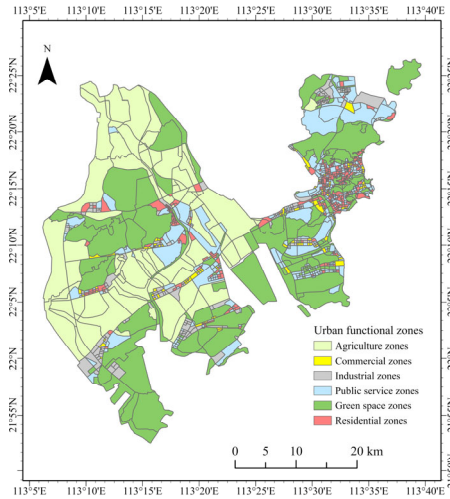 113°5'E 113°10'E 113°15'E 113°20'E 113°25'E 113°30'E 113°35'E 113°40'E
N
22°25'N
22°20'N
22°15'N
22°10'N
22°5'N
Urban functional zones
Agriculture zones
Commercial zones
22°0'N
Industrial zones
Public service zones
Green space zones
21°55'N
Residential zones
0 5 10 20 km
113°5'E 113°10'E 113°15'E 113°20'E 113°25'E 113°30'E 113°35'E 113°40'E